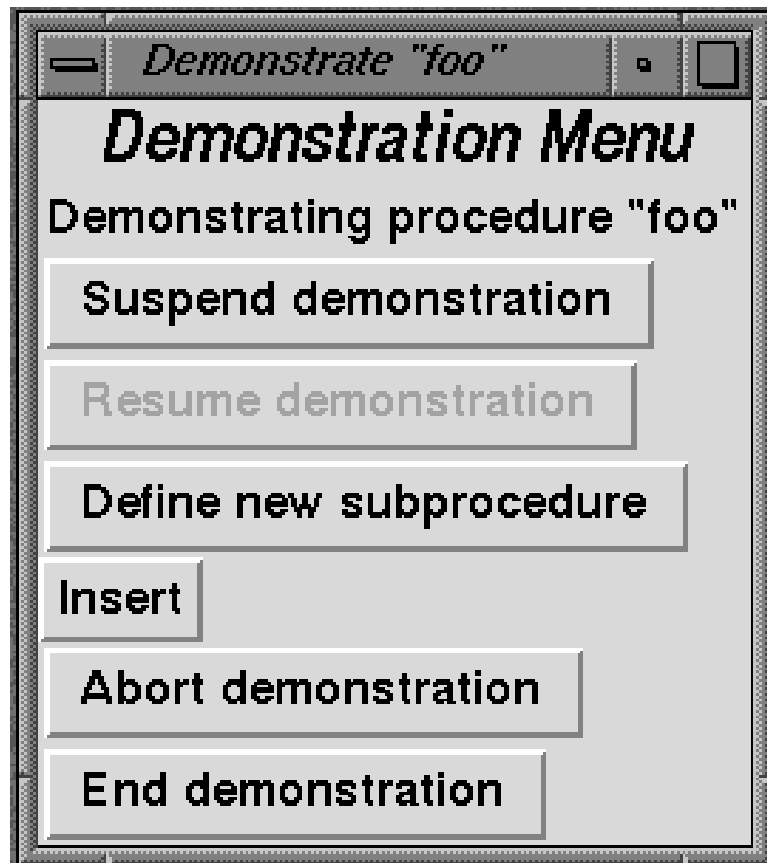 Demonstrate "foo"
Demonstration Menu
Demonstrating procedure "foo"
Suspend demonstration
Resume demonstration
Define new subprocedure
Insert
Abort demonstration
End demonstration